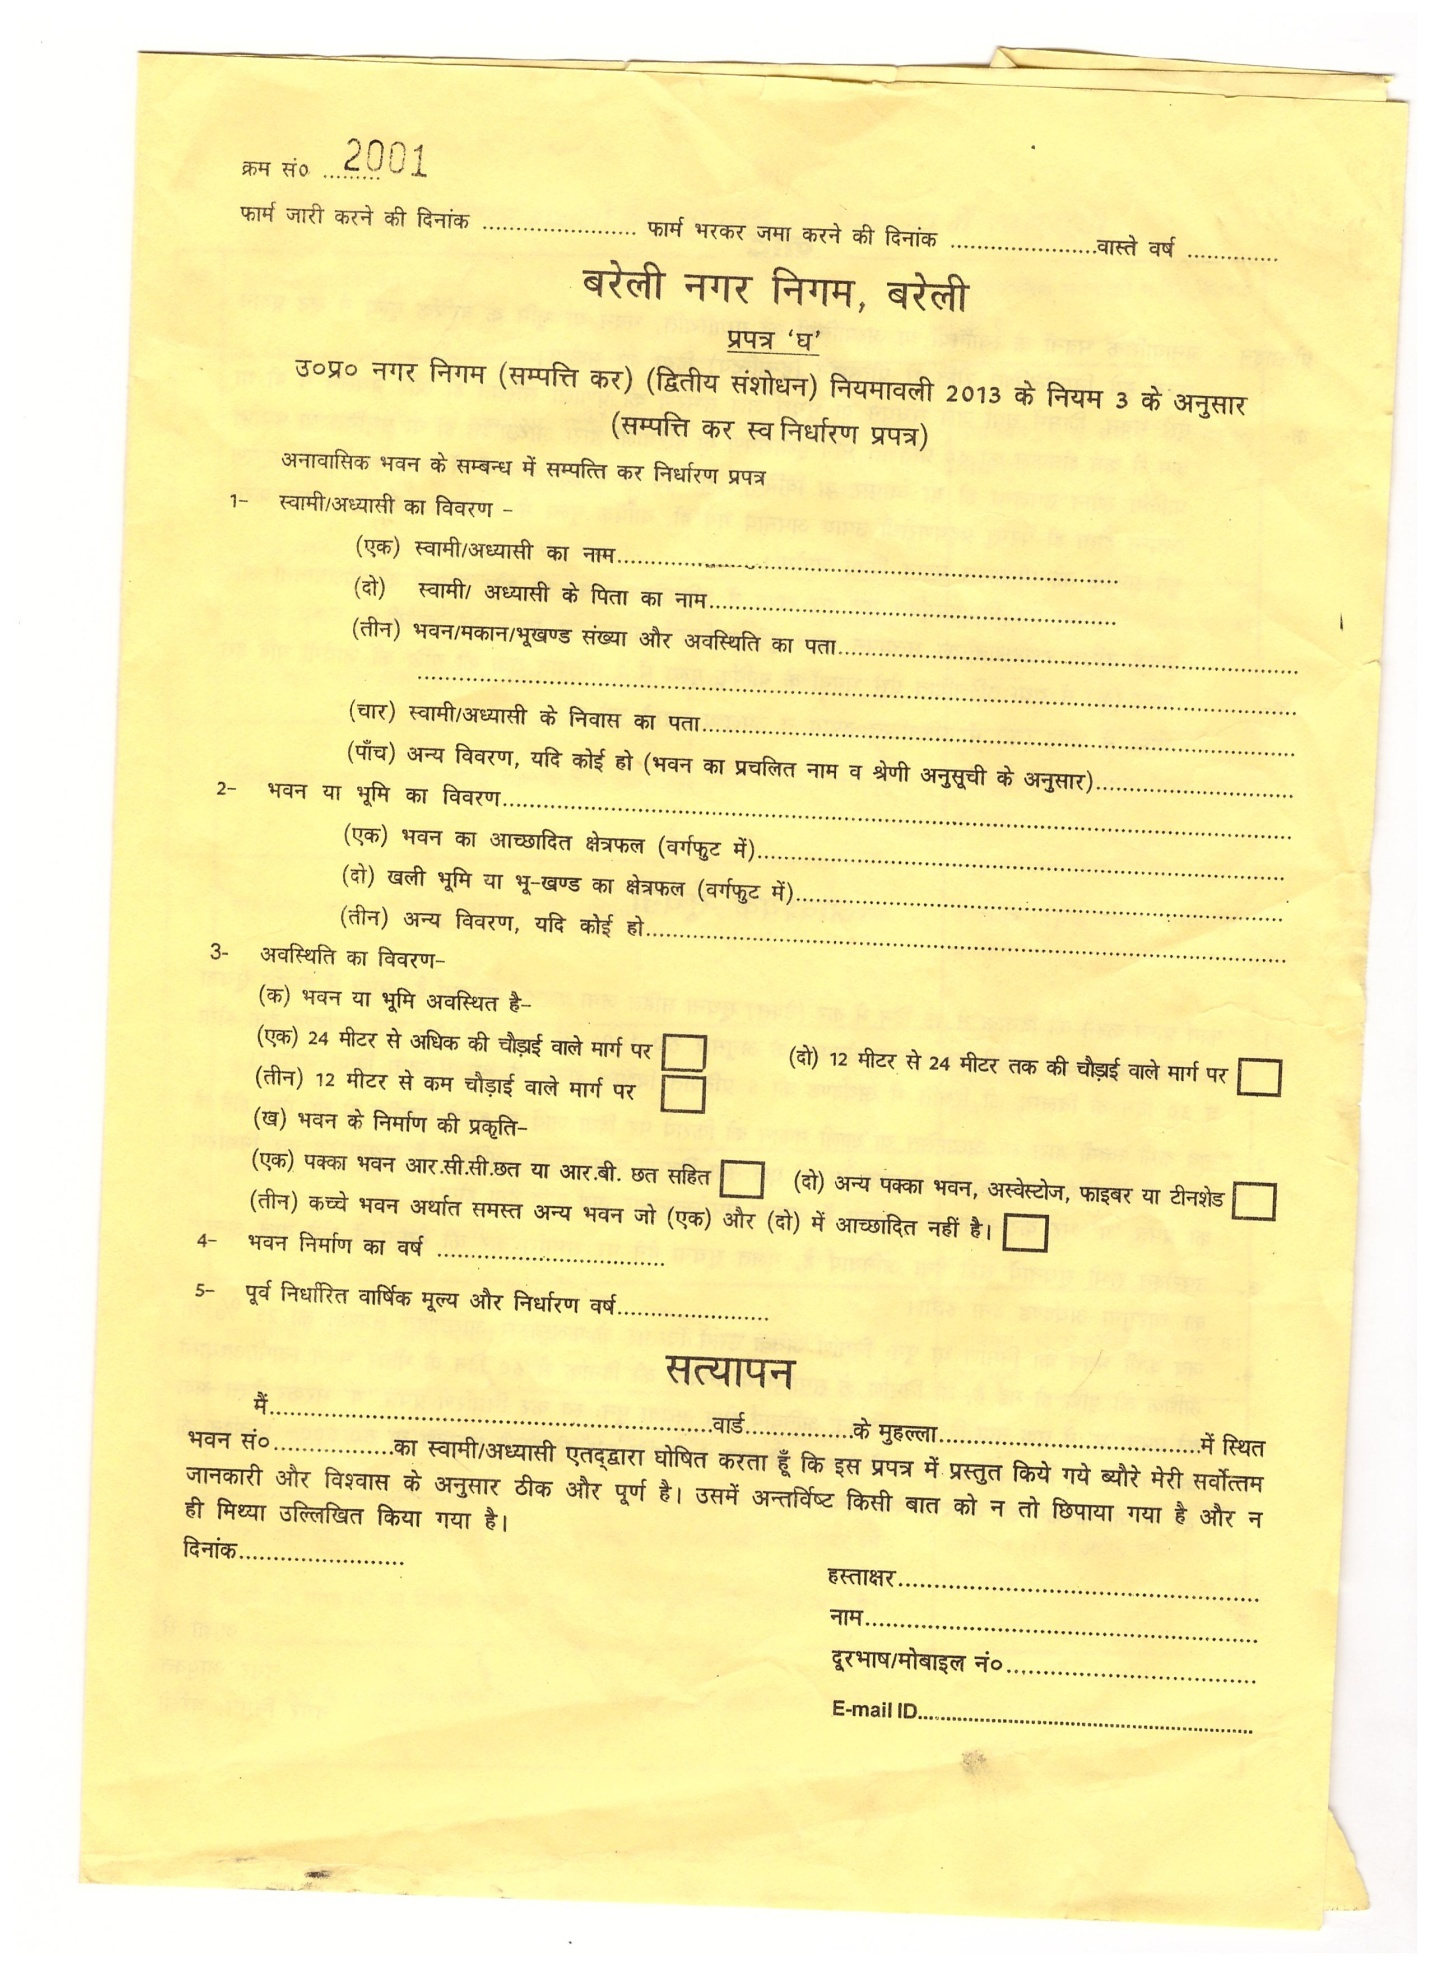 क्रम सं० ......... 2001
फार्म जारी करने की दिनांक ....................... फार्म भरकर जमा करने की दिनांक ......................वास्ते वर्ष ..............
बरेली नगर निगम, बरेली
प्रपत्र ‘घ’
उ०प्र० नगर निगम (सम्पत्ति कर) (द्वितीय संशोधन) नियमावली 2013 के नियम 3 के अनुसार
(सम्पत्ति कर स्व निर्धारण प्रपत्र)
अनावासिक भवन के सम्बन्ध में सम्पत्ति कर निर्धारण प्रपत्र
1- स्वामी/अध्यासी का विवरण -
(एक) स्वामी/अध्यासी का नाम..............................
(दो) स्वामी/ अध्यासी के पिता का नाम..............................
(तीन) भवन/मकान/भूखण्ड संख्या और अवस्थिति का पता..............................
..............................
(चार) स्वामी/अध्यासी के निवास का पता..............................
(पाँच) अन्य विवरण, यदि कोई हो (भवन का प्रचलित नाम व श्रेणी अनुसूची के अनुसार)..............................
2- भवन या भूमि का विवरण..............................
(एक) भवन का आच्छादित क्षेत्रफल (वर्गफुट में)..............................
(दो) खली भूमि या भू-खण्ड का क्षेत्रफल (वर्गफुट में)..............................
(तीन) अन्य विवरण, यदि कोई हो..............................
3- अवस्थिति का विवरण-
(क) भवन या भूमि अवस्थित है-
(एक) 24 मीटर से अधिक की चौड़ाई वाले मार्ग पर (दो) 12 मीटर से 24 मीटर तक की चौड़ाई वाले मार्ग पर
(तीन) 12 मीटर से कम चौड़ाई वाले मार्ग पर
(ख) भवन के निर्माण की प्रकृति-
(एक) पक्का भवन आर.सी.सी.छत या आर.बी. छत सहित (दो) अन्य पक्का भवन, अस्वेस्टोज, फाइबर या टीनशेड
(तीन) कच्चे भवन अर्थात समस्त अन्य भवन जो (एक) और (दो) में आच्छादित नहीं है।
4- भवन निर्माण का वर्ष ..............................
5- पूर्व निर्धारित वार्षिक मूल्य और निर्धारण वर्ष.......................
सत्यापन
मैं..............................वार्ड................के मुहल्ला..............................में स्थित
भवन सं०.................का स्वामी/अध्यासी एतद्द्वारा घोषित करता हूँ कि इस प्रपत्र में प्रस्तुत किये गये ब्यौरे मेरी सर्वोत्तम
जानकारी और विश्वास के अनुसार ठीक और पूर्ण है। उसमें अन्तर्विष्ट किसी बात को न तो छिपाया गया है और न
ही मिथ्या उल्लिखित किया गया है।
दिनांक.........................
हस्ताक्षर..............................
नाम..............................
दूरभाष/मोबाइल नं०..............................
E-mail ID..............................